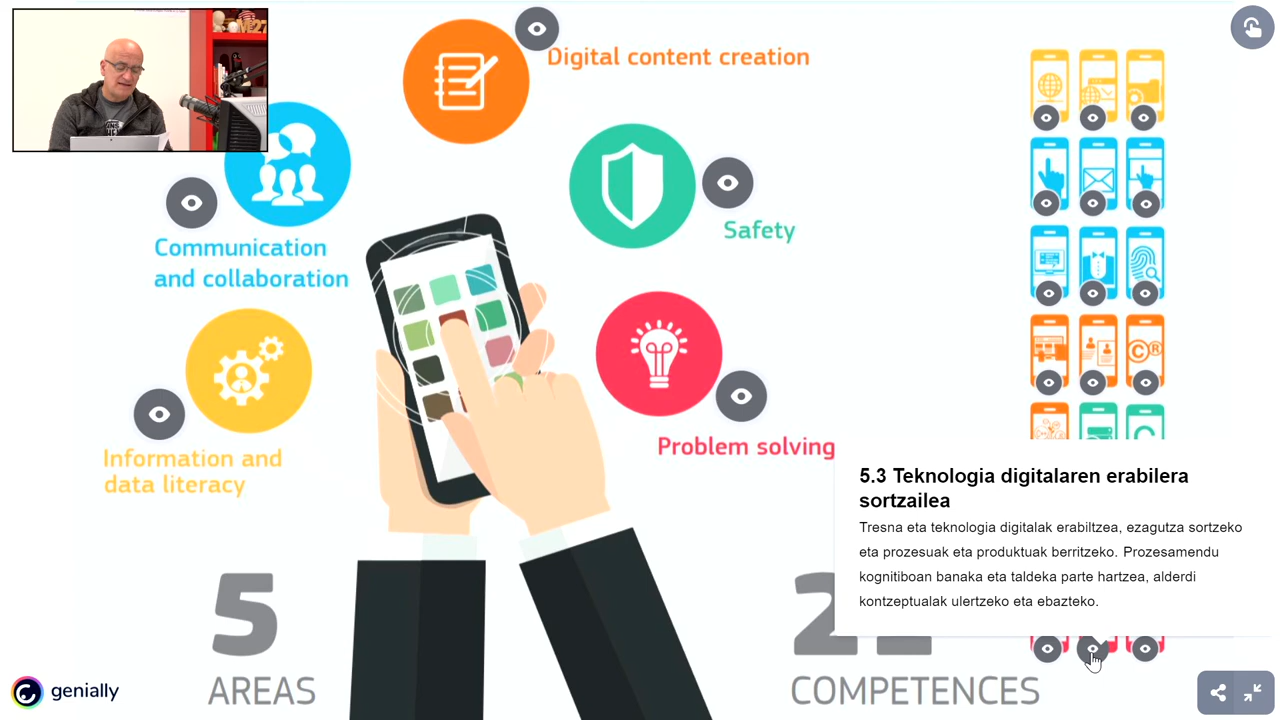 Digital content creation
Communication
and collaboration
Safety
Information and
data literacy
Problem solving
5.3 Teknologia digitalaren erabilera
sortzailea
Tresna eta teknologia digitalak erabiltzea, ezagutza sortzeko
eta prozesuak eta produktuak berritzeko. Prozesamendu
kognitiboan banaka eta taldeka parte hartzea, alderdi
kontzeptualak ulertzeko eta ebazteko.
5
AREAS
COMPETENCES
genially